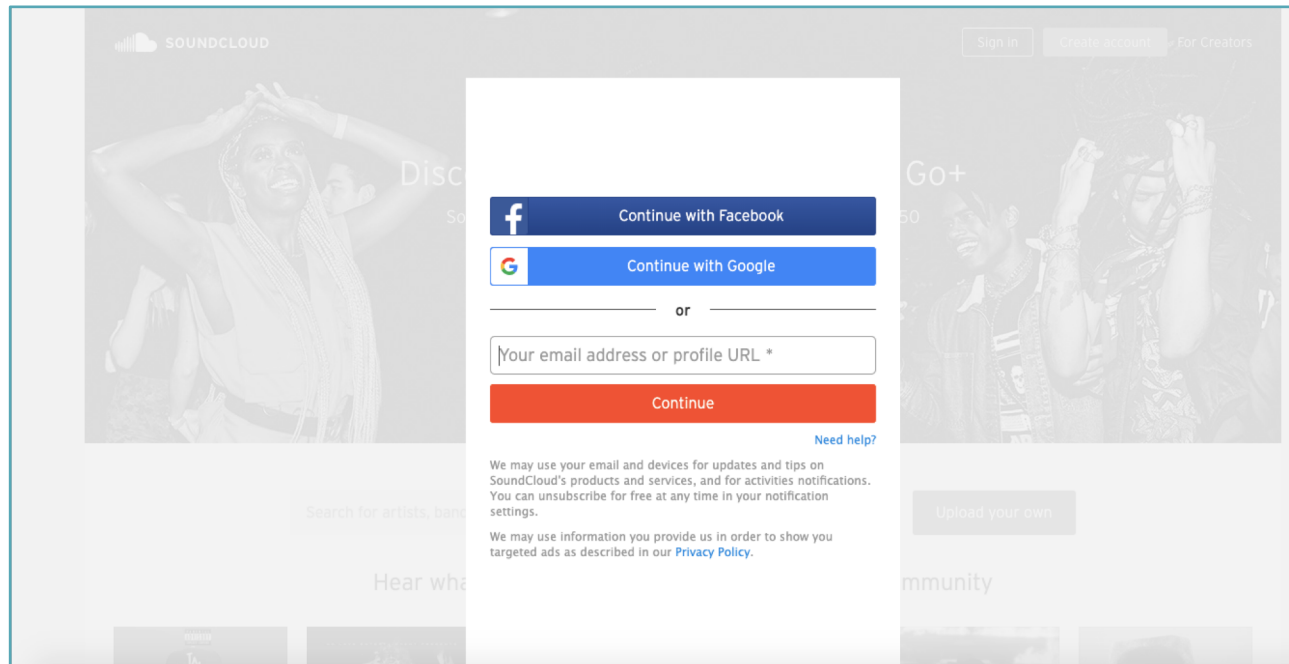 SOUNDCLOUD
Sign in
Create account
For Creators
Go+
Continue with Facebook
G
Continue with Google
or
Your email address or profile URL *
Continue
Need help?
We may use your email and devices for updates and tips on
SoundCloud's products and services, and for activities notifications.
You can unsubscribe for free at any time in your notification
settings.
We may use information you provide us in order to show you
targeted ads as described in our Privacy Policy.
Search for artists,
Upload your own
Hear